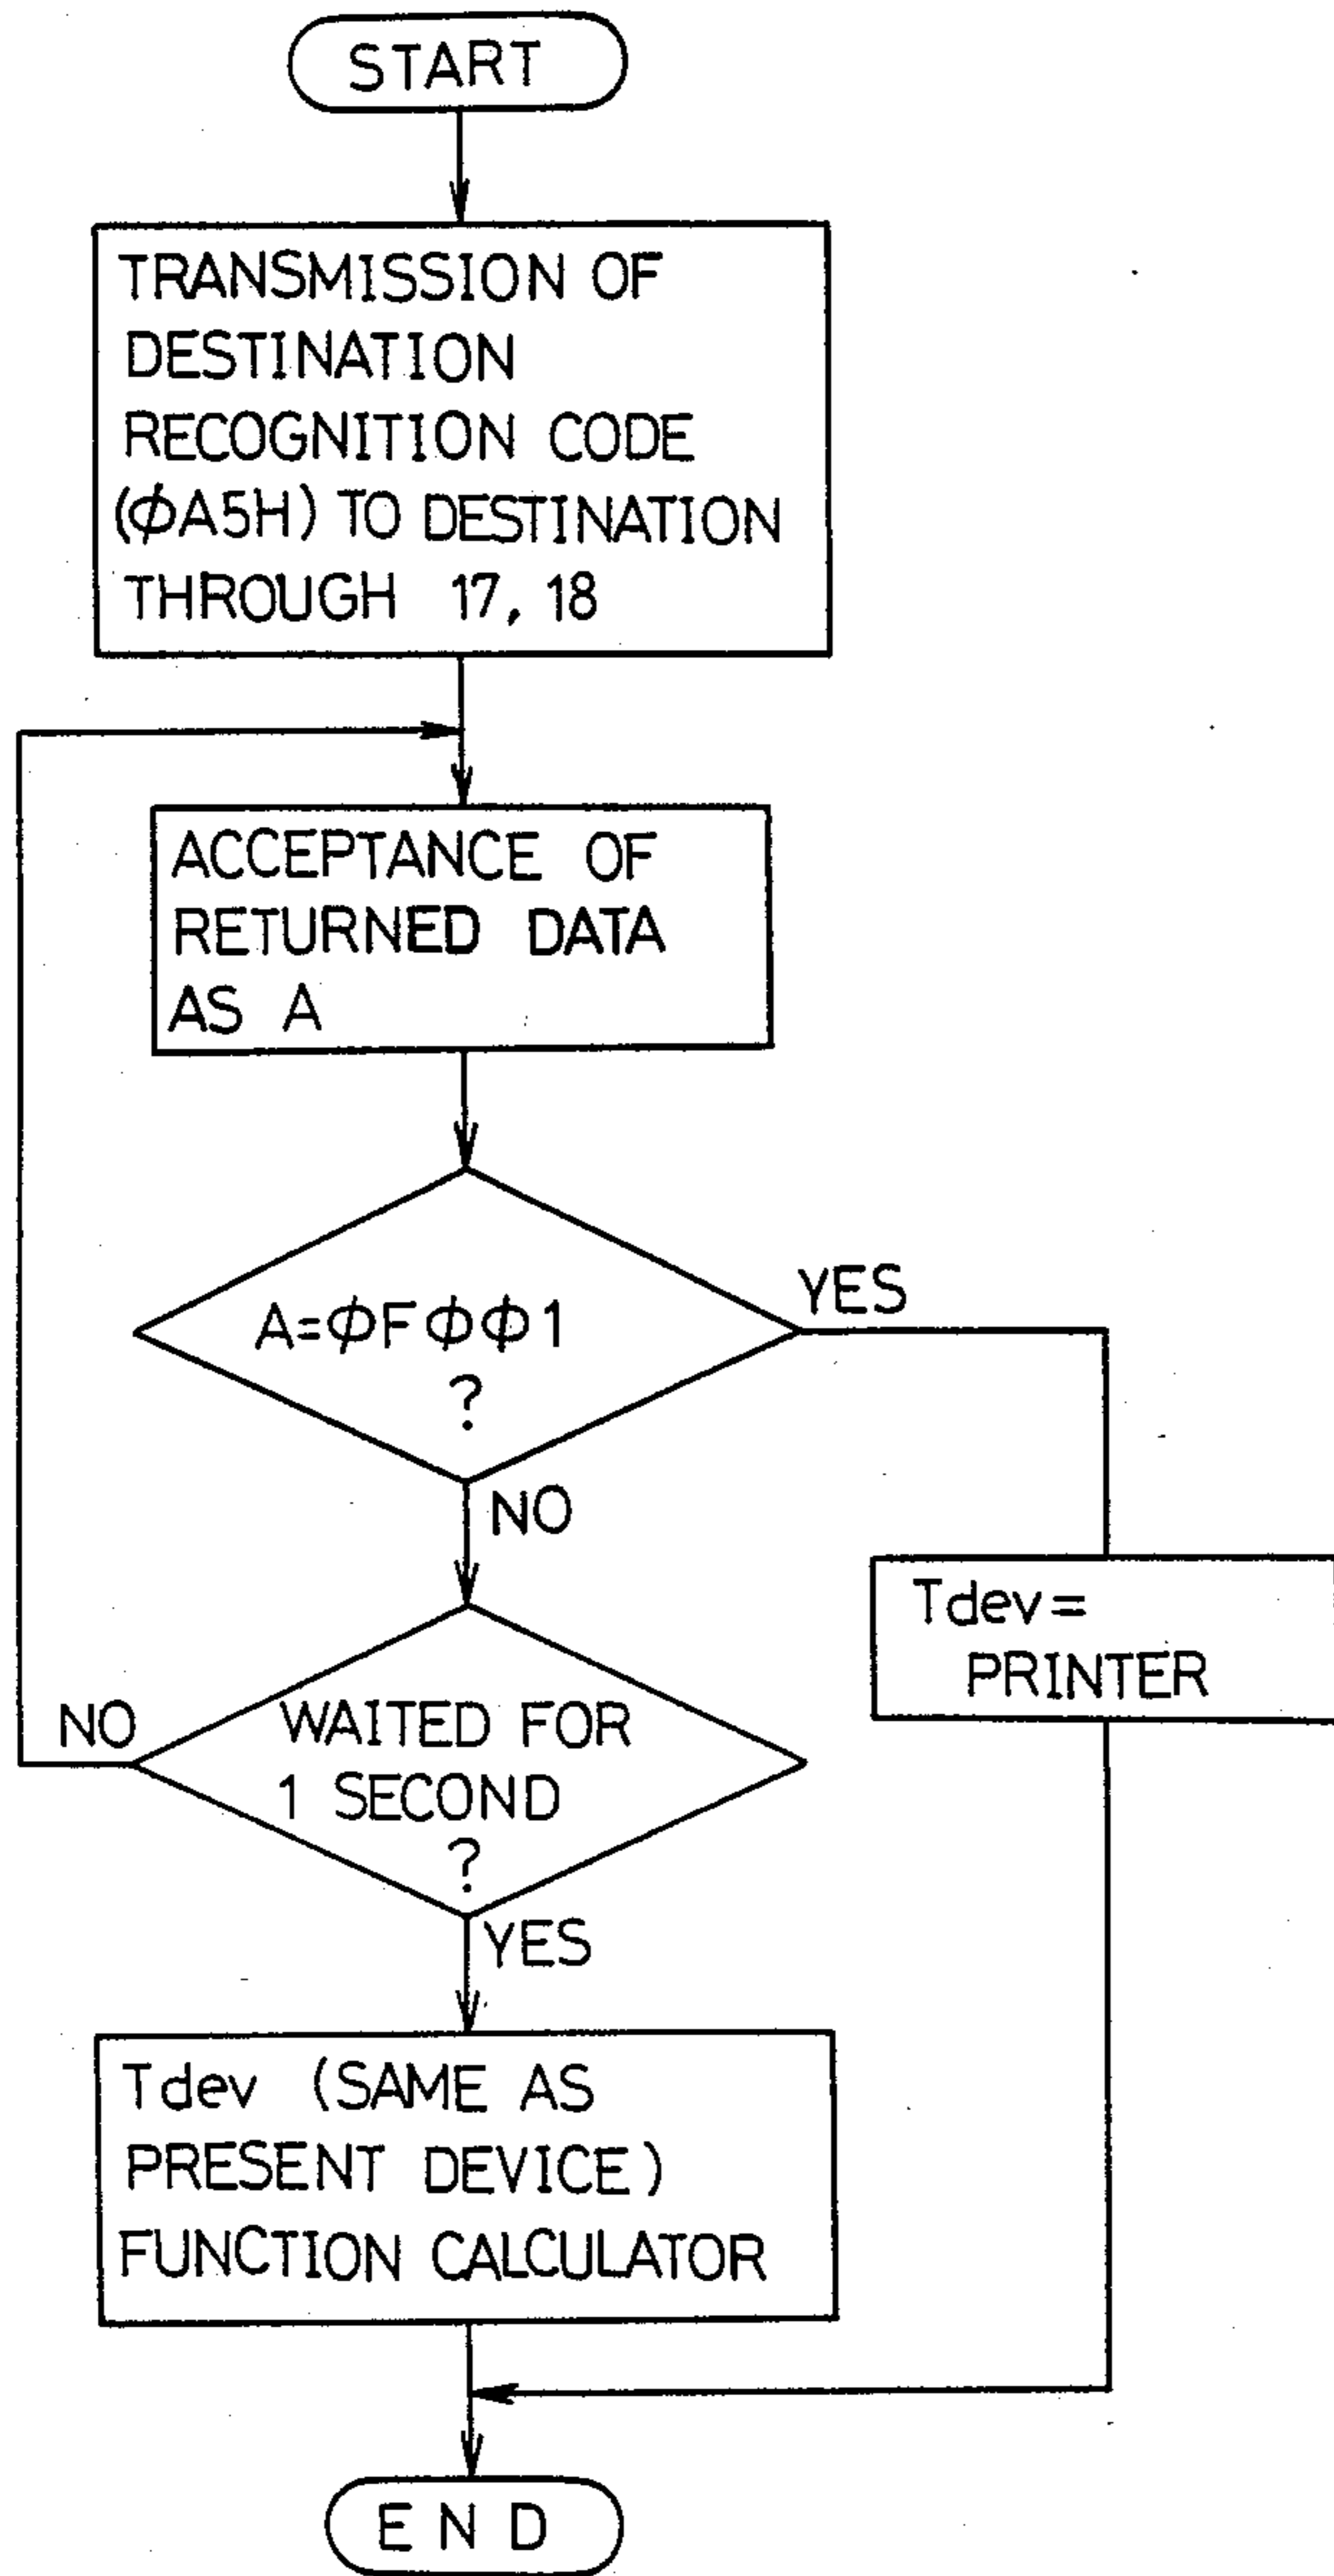 START
TRANSMISSION OF
DESTINATION
RECOGNITION CODE
(ϕA5H) TO DESTINATION
THROUGH 17, 18
ACCEPTANCE OF
RETURNED DATA
AS A
A=ϕFϕϕ1
?
YES
NO
Tdev=
PRINTER
WAITED FOR
1 SECOND
?
NO
YES
Tdev (SAME AS
PRESENT DEVICE)
FUNCTION CALCULATOR
END